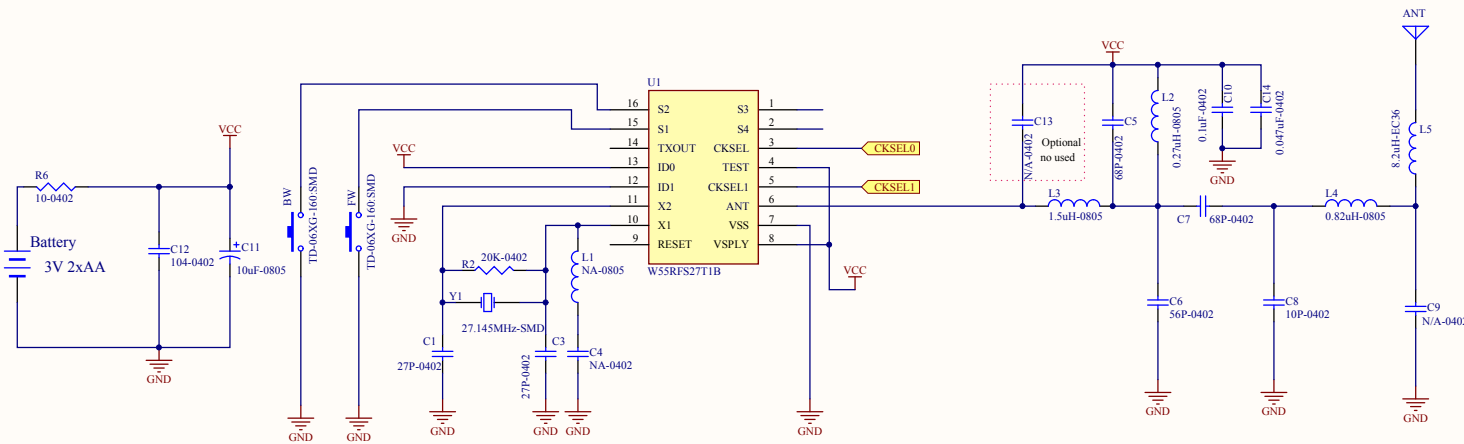 VCC
R6
10-0402
Battery
3V 2xAA
C12
104-0402
C11
+
10uF-0805
GND
BW
TD-06XG-160:SMD
GND
FW
TD-06XG-160:SMD
GND
VCC
GND
U1
16 S2 S3 1
15 S1 S4 2
14 TXOUT CKSEL 3
13 ID0 TEST 4
12 ID1 CKSEL1 5
11 X2 ANT 6
10 X1 VSS 7
9 RESET VSPLY 8
W55RFS27T1B
CKSEL0
CKSEL1
VCC
GND
R2
20K-0402
Y1
27.145MHz-SMD
L1
NA-0805
C1
27P-0402
C3
27P-0402
C4
NA-0402
GND
GND
GND
VCC
C13
N/A-0402
Optional
no used
C5
68P-0402
L2
0.27uH-0805
C10
0.1uF-0402
C14
0.047uF-0402
GND
L3
1.5uH-0805
C7
68P-0402
L4
0.82uH-0805
ANT
L5
8.2uH-EC36
C6
56P-0402
C8
10P-0402
C9
N/A-0402
GND
GND
GND